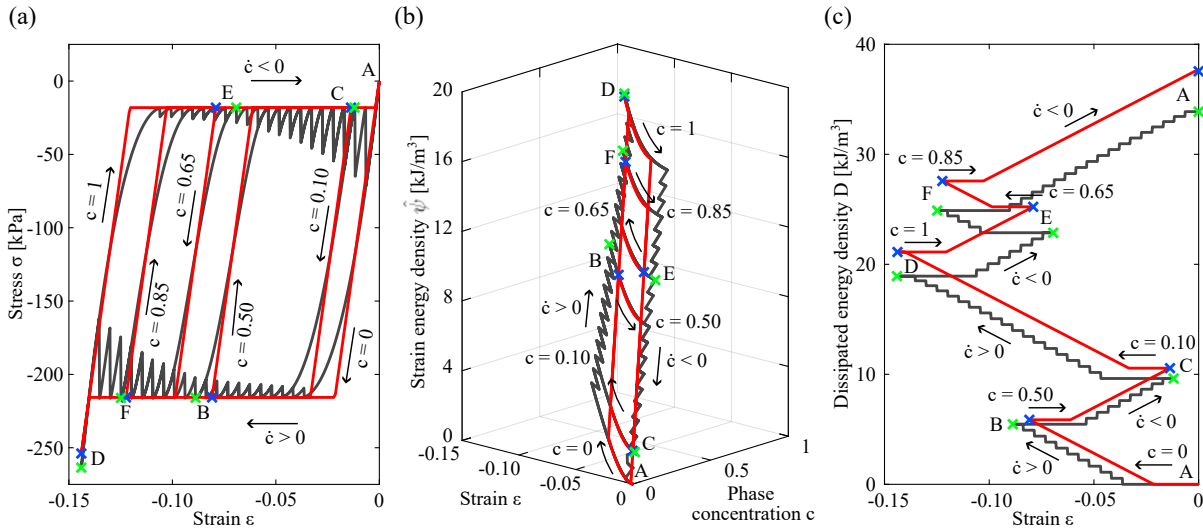 (a)
(b)
(c)
A
ċ < 0
E
C
c = 1
c = 0.65
c = 0.10
c = 0.85
c = 0.50
c = 0
F
B
D
ċ > 0
0
-50
-100
-150
-200
-250
Stress σ [kPa]
-0.15
-0.10
-0.05
0
Strain ε
20
16
12
8
4
0
Strain energy density ψ̂ [kJ/m³]
D
c = 1
F
c = 0.65
c = 0.85
B
E
ċ > 0
c = 0.50
c = 0.10
ċ < 0
c = 0
C
A
-0.15
-0.10
-0.05
0
Strain ε
0
0.5
1
Phase
concentration c
40
30
20
10
0
Dissipated energy density D [kJ/m³]
ċ < 0
A
c = 0.85
c = 0.65
F
E
c = 1
D
ċ < 0
ċ > 0
c = 0.10
C
c = 0.50
B
ċ < 0
ċ > 0
c = 0
A
-0.15
-0.10
-0.05
0
Strain ε